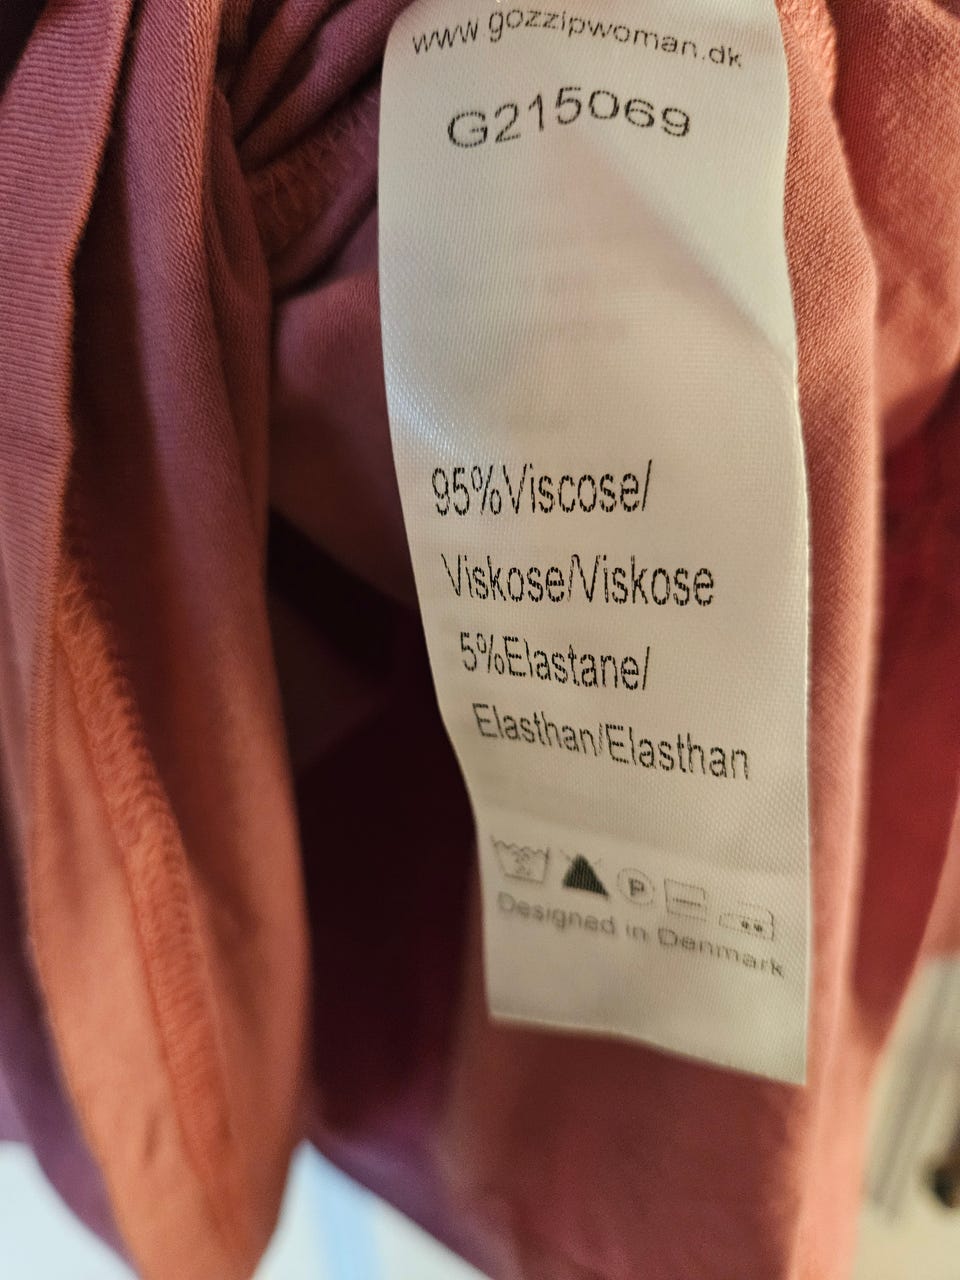 www.gozzipwoman.dk
G215069
95%Viscose/
Viskose/Viskose
5%Elastane/
Elasthan/Elasthan
P
Designed in Denmark